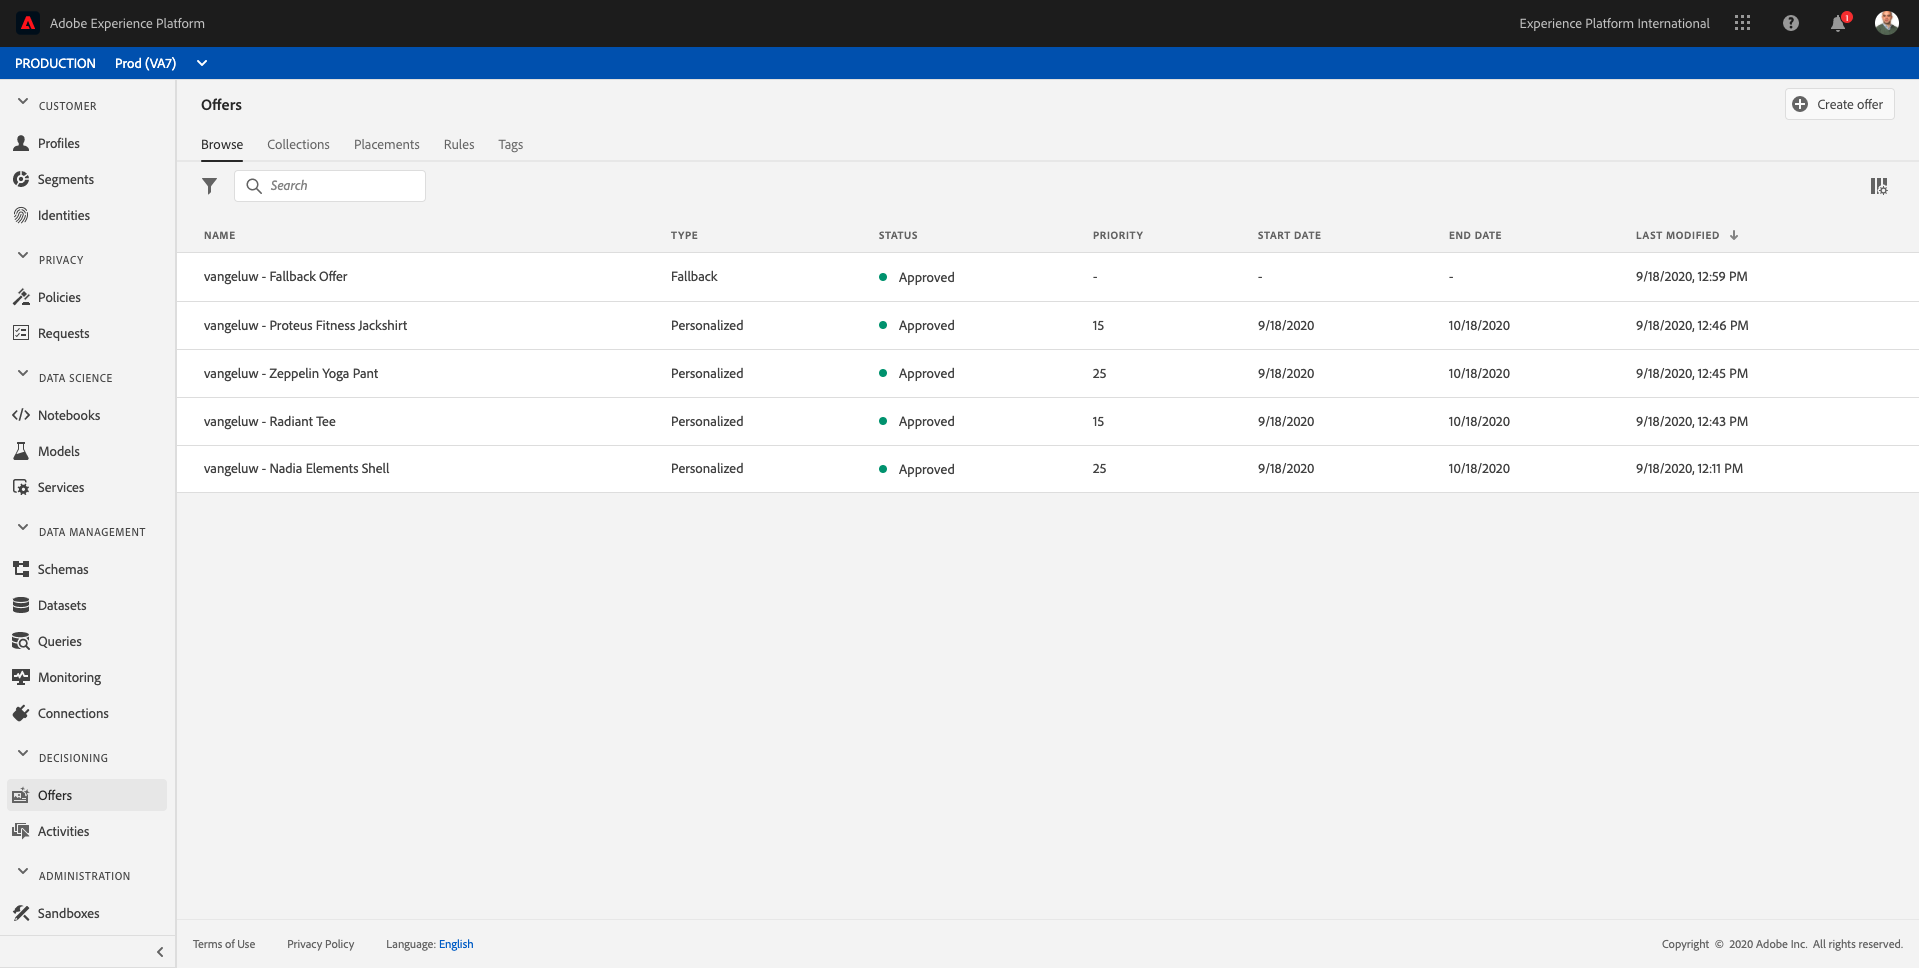 Adobe Experience Platform
Experience Platform International
1
PRODUCTION Prod (VA7)
CUSTOMER
Profiles
Segments
Identities
PRIVACY
Policies
Requests
DATA SCIENCE
Notebooks
Models
Services
DATA MANAGEMENT
Schemas
Datasets
Queries
Monitoring
Connections
DECISIONING
Offers
Activities
ADMINISTRATION
Sandboxes
Offers
Create offer
Browse Collections Placements Rules Tags
Search
NAME TYPE STATUS PRIORITY START DATE END DATE LAST MODIFIED
vangeluw - Fallback Offer Fallback Approved - - - 9/18/2020, 12:59 PM
vangeluw - Proteus Fitness Jackshirt Personalized Approved 15 9/18/2020 10/18/2020 9/18/2020, 12:46 PM
vangeluw - Zeppelin Yoga Pant Personalized Approved 25 9/18/2020 10/18/2020 9/18/2020, 12:45 PM
vangeluw - Radiant Tee Personalized Approved 15 9/18/2020 10/18/2020 9/18/2020, 12:43 PM
vangeluw - Nadia Elements Shell Personalized Approved 25 9/18/2020 10/18/2020 9/18/2020, 12:11 PM
Terms of Use Privacy Policy Language: English
Copyright © 2020 Adobe Inc. All rights reserved.